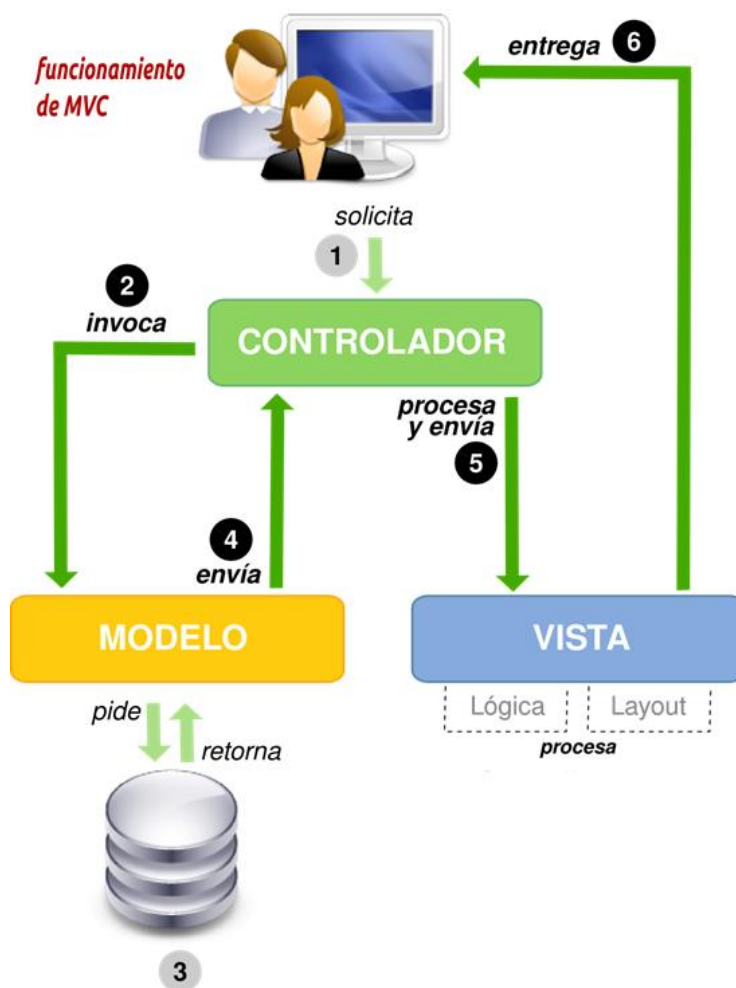 funcionamiento
de MVC
entrega 6
solicita
1
2
invoca
CONTROLADOR
procesa
y envía
5
4
envía
MODELO
VISTA
pide
retorna
Lógica
Layout
procesa
3